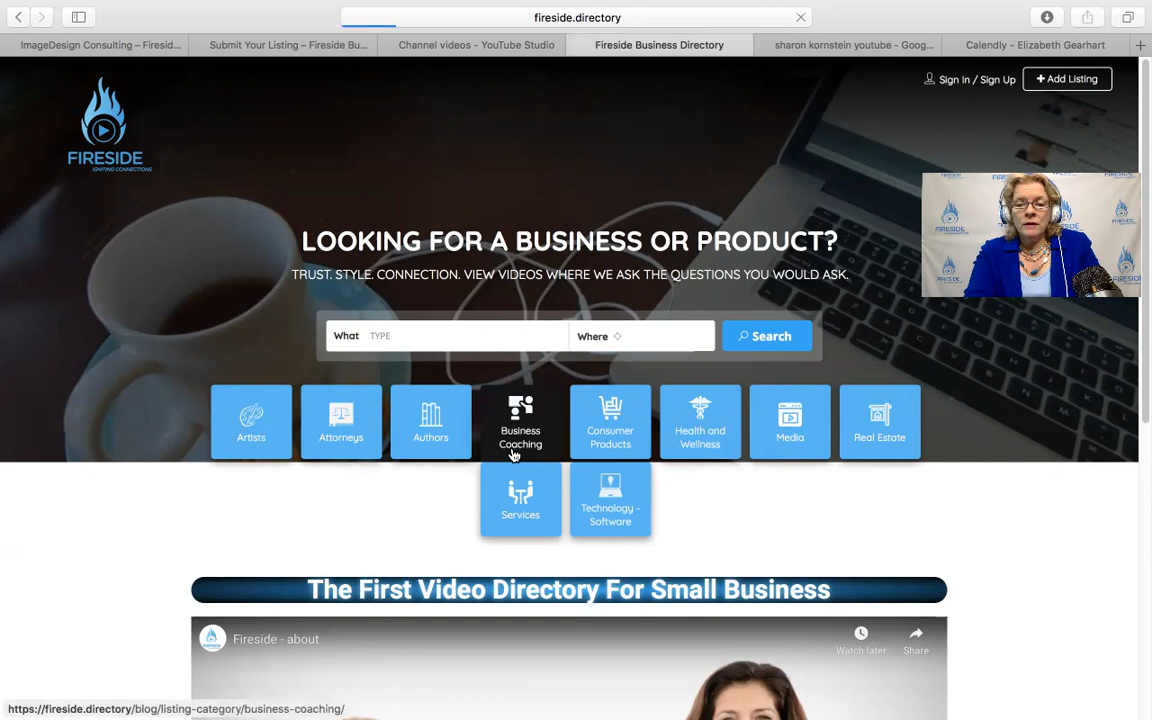 fireside.directory
ImageDesign Consulting – Firesid...
Submit Your Listing – Fireside Bu...
Channel videos - YouTube Studio
Fireside Business Directory
sharon kornstein youtube - Goog...
Calendly - Elizabeth Gearhart
Sign In / Sign Up
+ Add Listing
FIRESIDE
IGNITING CONNECTIONS
LOOKING FOR A BUSINESS OR PRODUCT?
TRUST. STYLE. CONNECTION. VIEW VIDEOS WHERE WE ASK THE QUESTIONS YOU WOULD ASK.
What TYPE
Where
Search
Artists
Attorneys
Authors
Business
Coaching
Consumer
Products
Health and
Wellness
Media
Real Estate
Services
Technology -
Software
The First Video Directory For Small Business
Fireside - about
Watch later
Share
https://fireside.directory/blog/listing-category/business-coaching/